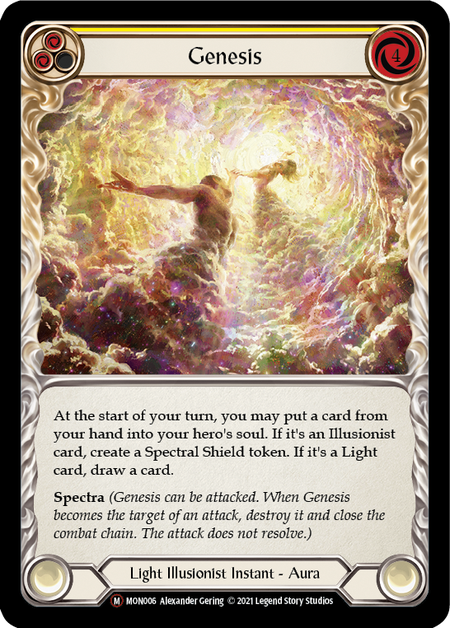 Genesis
4
At the start of your turn, you may put a card from
your hand into your hero's soul. If it's an Illusionist
card, create a Spectral Shield token. If it's a Light
card, draw a card.
Spectra (Genesis can be attacked. When Genesis
becomes the target of an attack, destroy it and close the
combat chain. The attack does not resolve.)
Light Illusionist Instant - Aura
M MON006 Alexander Gering © 2021 Legend Story Studios